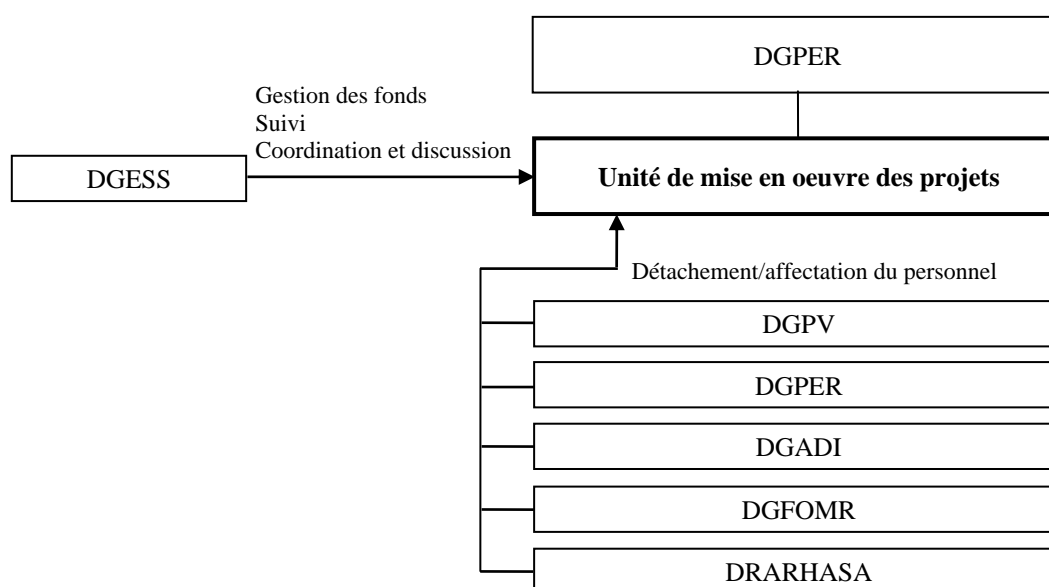 DGPER
Gestion des fonds
Suivi
Coordination et discussion
DGESS
Unité de mise en oeuvre des projets
Détachement/affectation du personnel
DGPV
DGPER
DGADI
DGFOMR
DRARHASA